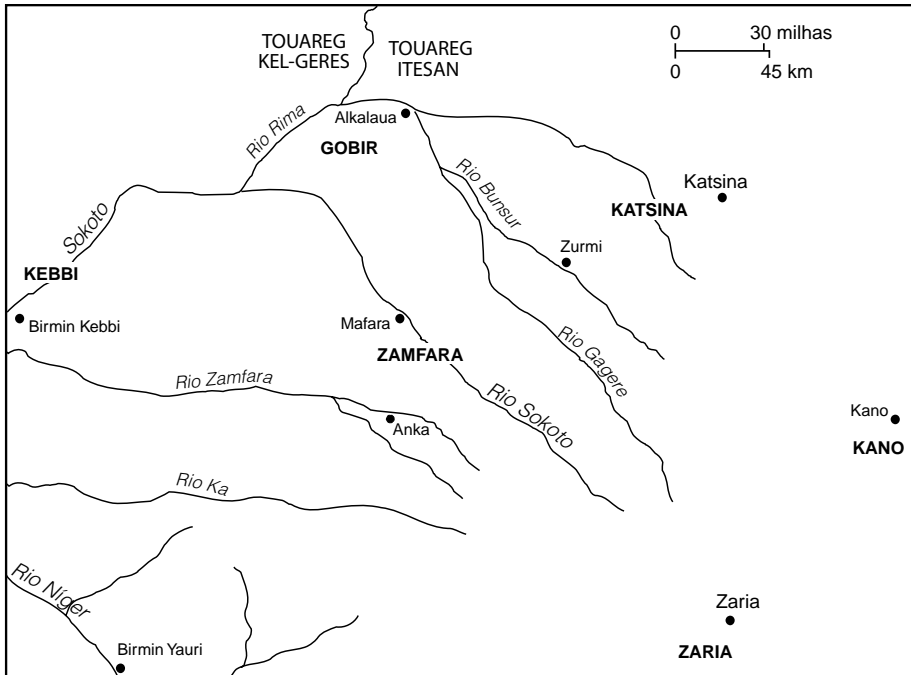 TOUAREG
KEL-GERES
TOUAREG
ITESAN
0 30 milhas
0 45 km
Rio Rima
Alkalaua
GOBIR
Rio Bunsur
Katsina
KATSINA
Sokoto
Zurmi
KEBBI
Birmin Kebbi
Mafara
ZAMFARA
Rio Gagere
Rio Zamfara
Rio Sokoto
Anka
Kano
KANO
Rio Ka
Rio Níger
Zaria
Birmin Yauri
ZARIA